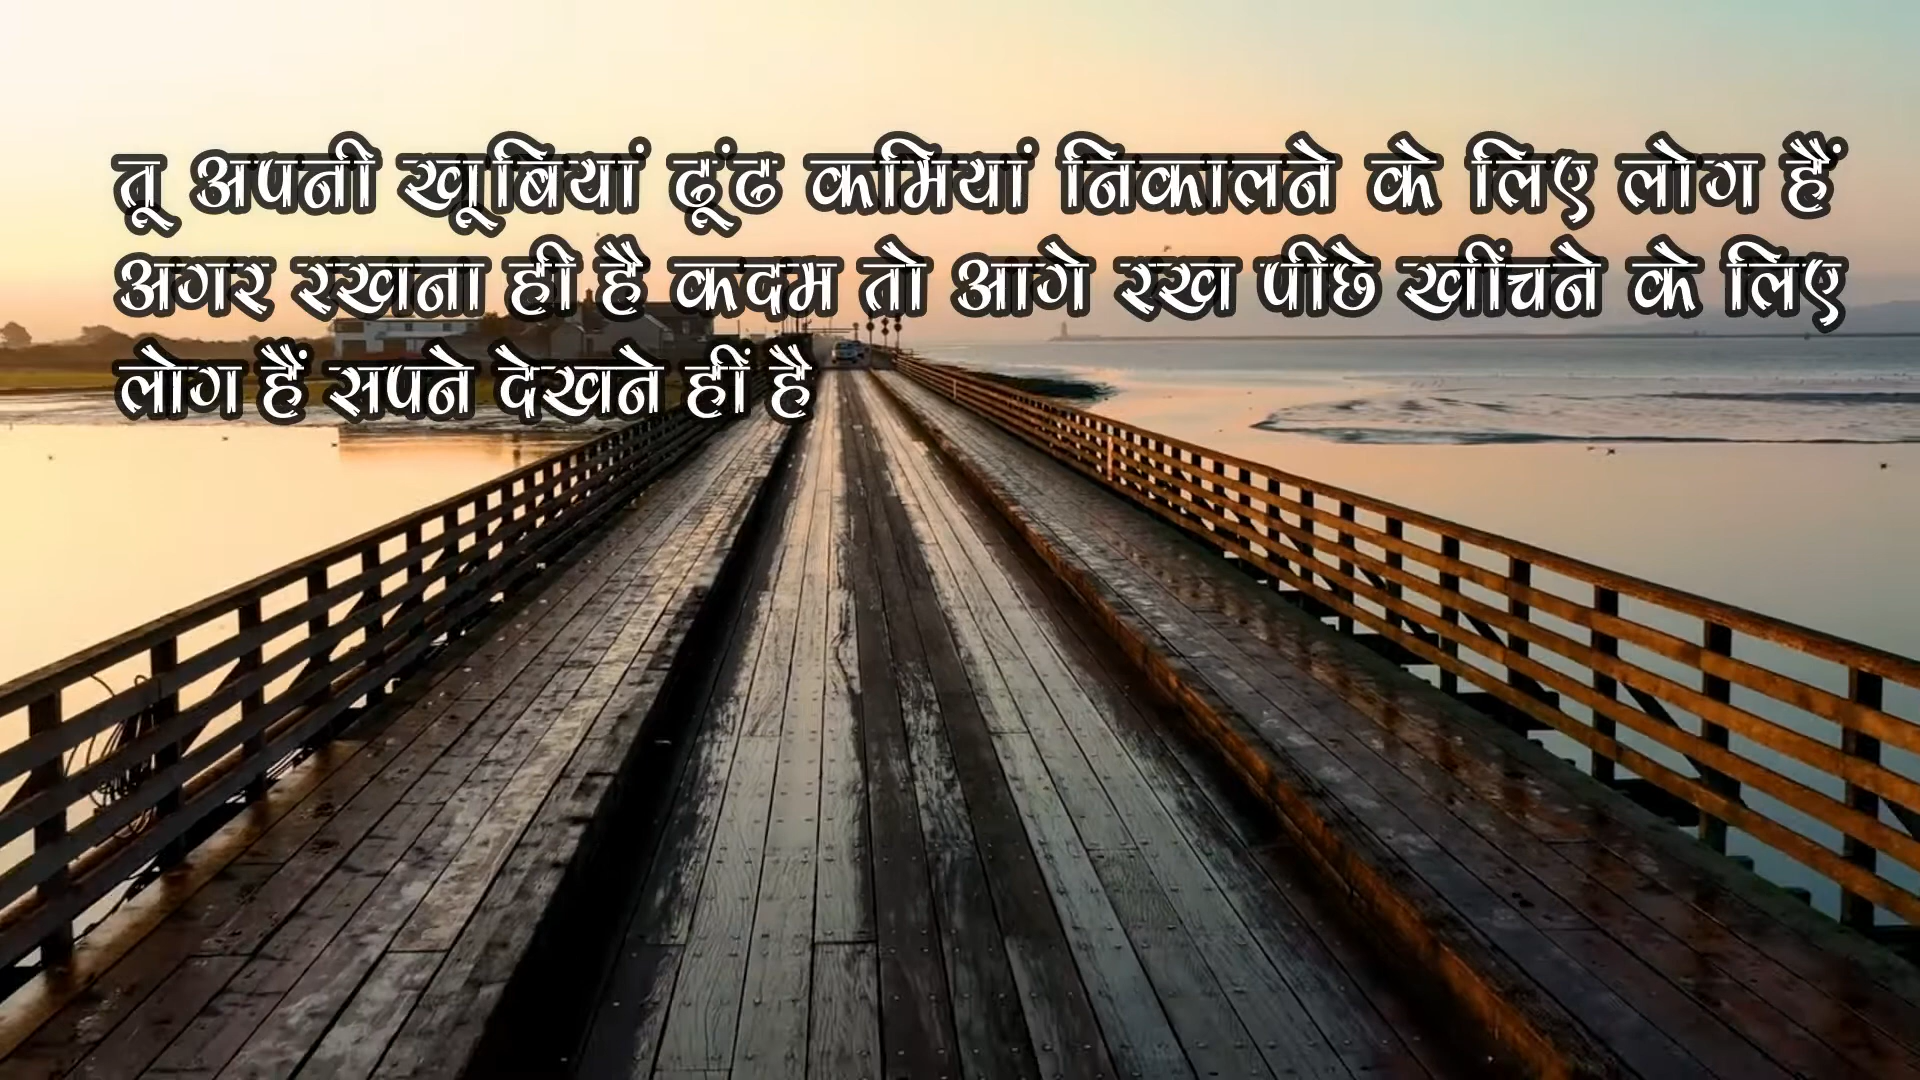 तू अपनी खूबियां ढूंढ कमियां निकालने के लिए लोग हैं
अगर रखना ही है कदम तो आगे रख पीछे खींचने के लिए
लोग हैं सपने देखने हीं है